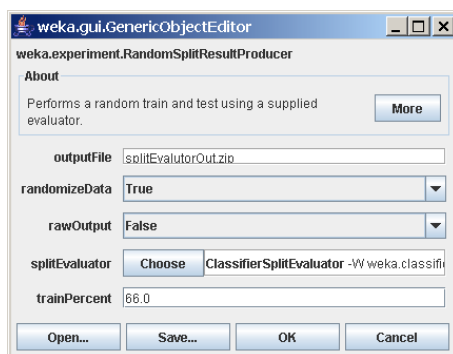 weka.gui.GenericObjectEditor
weka.experiment.RandomSplitResultProducer
About
Performs a random train and test using a supplied
evaluator.
More
outputFile splitEvalutorOut.zip
randomizeData True
rawOutput False
splitEvaluator Choose ClassifierSplitEvaluator -W weka.classifi
trainPercent 66.0
Open... Save... OK Cancel